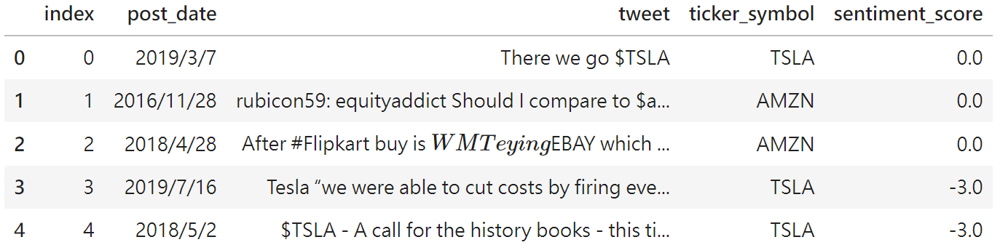 index post_date tweet ticker_symbol sentiment_score
0 0 2019/3/7 There we go $TSLA TSLA 0.0
1 1 2016/11/28 rubicon59: equityaddict Should I compare to $a... AMZN 0.0
2 2 2018/4/28 After #Flipkart buy is WMTeyingEBAY which ... AMZN 0.0
3 3 2019/7/16 Tesla “we were able to cut costs by firing eve... TSLA -3.0
4 4 2018/5/2 $TSLA - A call for the history books - this ti... TSLA -3.0